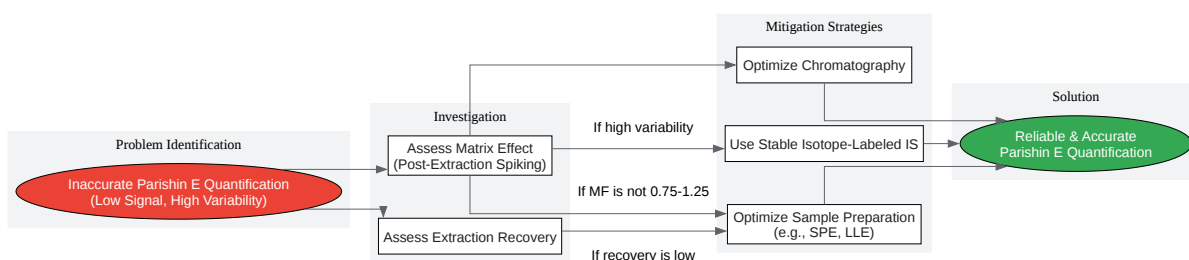 Problem Identification
Inaccurate Parishin E Quantification
(Low Signal, High Variability)
Investigation
Assess Matrix Effect
(Post-Extraction Spiking)
Assess Extraction Recovery
If high variability
If MF is not 0.75-1.25
If recovery is low
Mitigation Strategies
Optimize Chromatography
Use Stable Isotope-Labeled IS
Optimize Sample Preparation
(e.g., SPE, LLE)
Solution
Reliable & Accurate
Parishin E Quantification